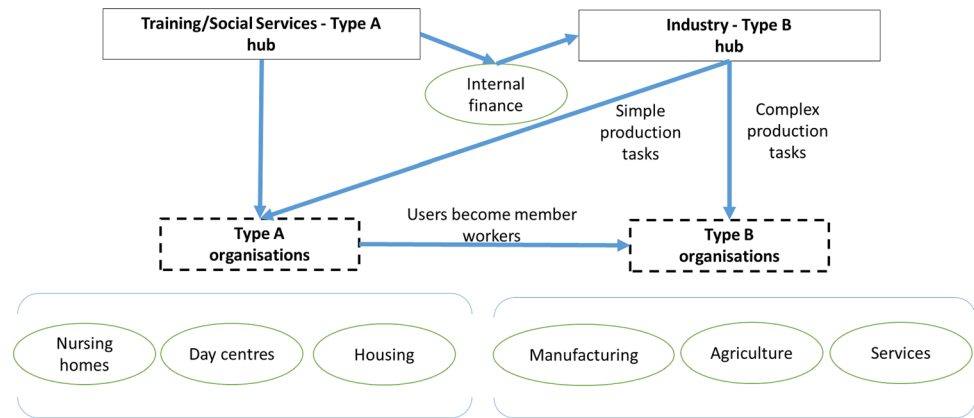 Training/Social Services - Type A
hub
Industry - Type B
hub
Internal
finance
Simple
production
tasks
Complex
production
tasks
Users become member
workers
Type A
organisations
Type B
organisations
Nursing
homes
Day centres
Housing
Manufacturing
Agriculture
Services